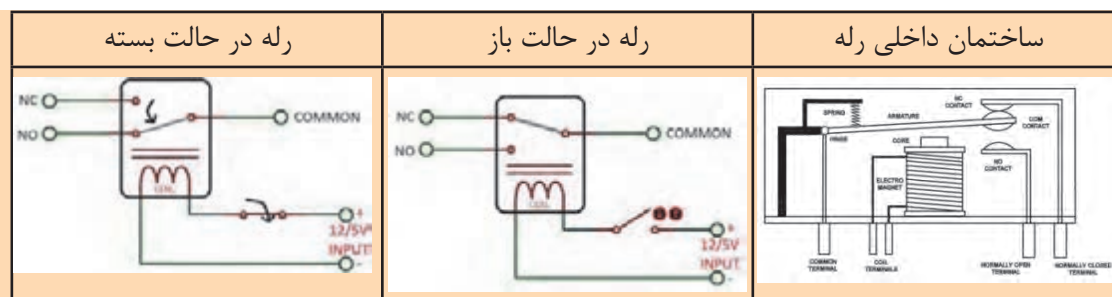 ساختمان داخلی رله
رله در حالت باز
رله در حالت بسته
NC CONTACT
SPRING
ARMATURE
COM CONTACT
HINGE
CORE
NO CONTACT
ELECTRO MAGNET
COMMON TERMINAL
COIL TERMINALS
NORMALLY OPEN TERMINAL
NORMALLY CLOSED TERMINAL
NC
COMMON
NO
COIL
+
12/5V
INPUT
-
NC
COMMON
NO
COIL
+
12/5V
INPUT
-